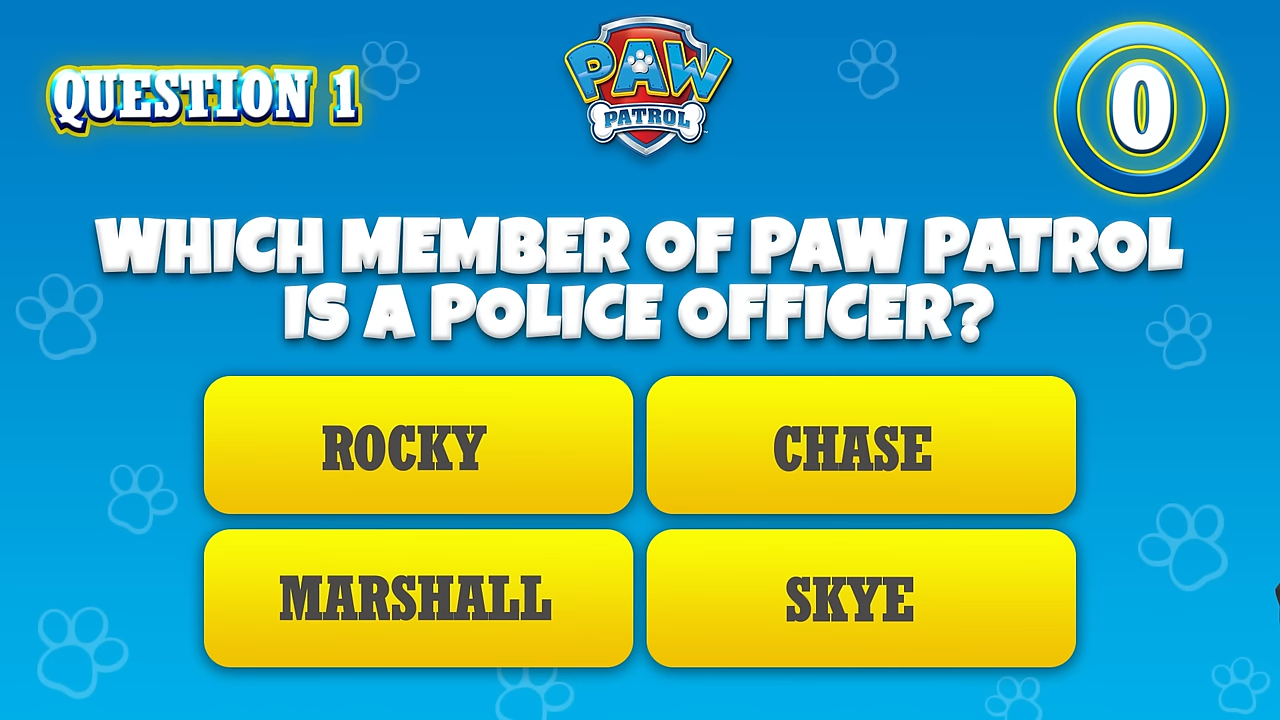 QUESTION 1
PAW
PATROL
0
WHICH MEMBER OF PAW PATROL
IS A POLICE OFFICER?
ROCKY
CHASE
MARSHALL
SKYE